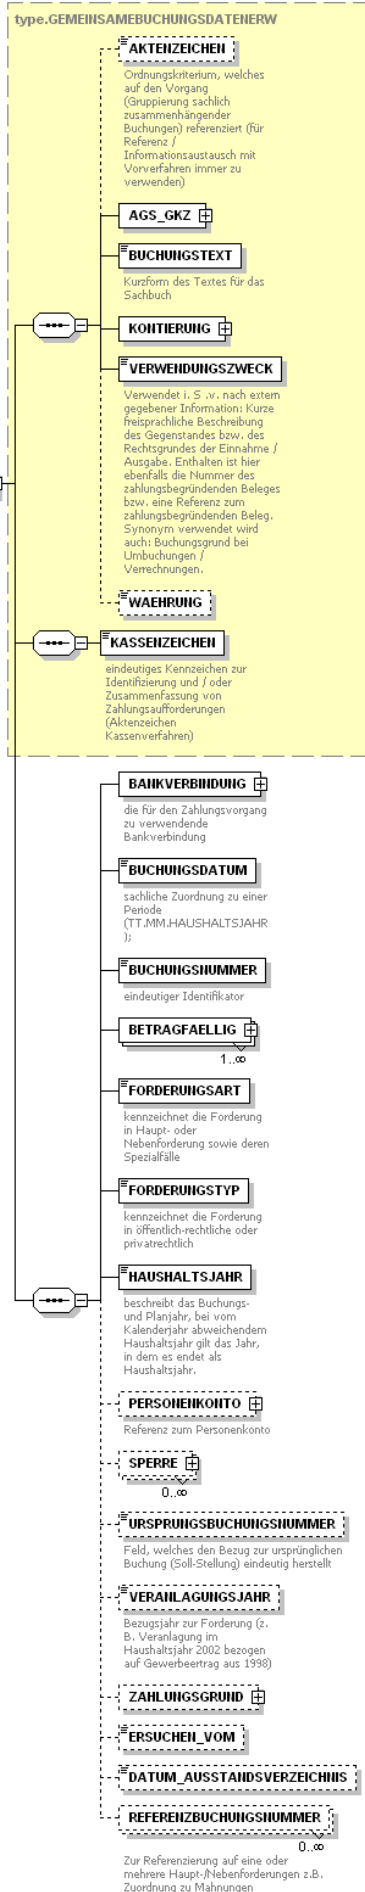 type.GEMEINSAMEBUCHUNGSDATENERW
AKTENZEICHEN
Ordnungskriterium, welches
auf den Vorgang
(Gruppierung sachlich
zusammenhängender
Buchungen) referenziert (für
Referenz /
Informationsaustausch mit
Vorverfahren immer zu
verwenden)
AGS_GKZ
BUCHUNGSTEXT
Kurzform des Textes für das
Sachbuch
KONTIERUNG
VERWENDUNGSZWECK
Verwendet i. S .v. nach extern
gegebener Information: Kurze
freisprachliche Beschreibung
des Gegenstandes bzw. des
Rechtsgrundes der Einnahme /
Ausgabe. Enthalten ist hier
ebenfalls die Nummer des
zahlungsbegründenden Beleges
bzw. eine Referenz zum
zahlungsbegründenden Beleg.
Synonym verwendet wird
auch: Buchungsgrund bei
Umbuchungen /
Verrechnungen.
WAEHRUNG
KASSENZEICHEN
eindeutiges Kennzeichen zur
Identifizierung und / oder
Zusammenfassung von
Zahlungsaufforderungen
(Aktenzeichen
Kassenverfahren)
BANKVERBINDUNG
die für den Zahlungsvorgang
zu verwendende
Bankverbindung
BUCHUNGSDATUM
sachliche Zuordnung zu einer
Periode
(TT.MM.HAUSHALTSJAHR
);
BUCHUNGSNUMMER
eindeutiger Identifikator
BETRAGFAELLIG
1..∞
FORDERUNGSART
kennzeichnet die Forderung
in Haupt- oder
Nebenforderung sowie deren
Spezialfälle
FORDERUNGSTYP
kennzeichnet die Forderung
in öffentlich-rechtliche oder
privatrechtlich
HAUSHALTSJAHR
beschreibt das Buchungs-
und Planjahr, bei vom
Kalenderjahr abweichendem
Haushaltsjahr gilt das Jahr,
in dem es endet als
Haushaltsjahr.
PERSONENKONTO
Referenz zum Personenkonto
SPERRE
0..∞
URSPRUNGSBUCHUNGSNUMMER
Feld, welches den Bezug zur ursprünglichen
Buchung (Soll-Stellung) eindeutig herstellt
VERANLAGUNGSJAHR
Bezugsjahr zur Forderung (z.
B. Veranlagung im
Haushaltsjahr 2002 bezogen
auf Gewerbeertrag aus 1998)
ZAHLUNGSGRUND
ERSUCHEN_VOM
DATUM_AUSSTANDSVERZEICHNIS
REFERENZBUCHUNGSNUMMER
0..∞
Zur Referenzierung auf eine oder
mehrere Haupt-/Nebenforderungen z.B.
Zuordnung zu Mahnungen